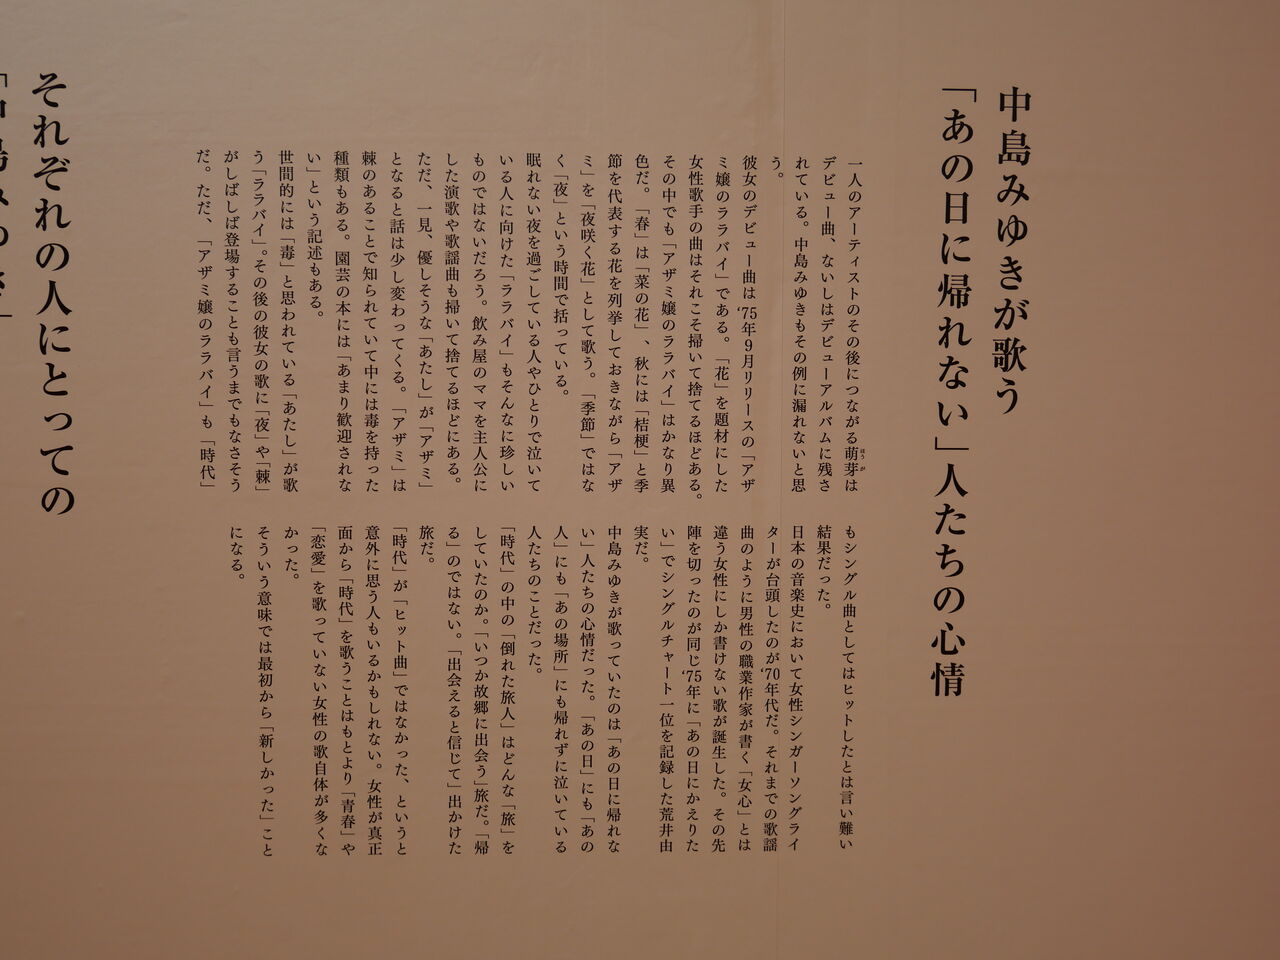 中島みゆきが歌う
「あの日に帰れない」人たちの心情
一人のアーティストのその後につながる萌芽は
ほうが
デビュー曲、ないしはデビューアルバムに残さ
れている。中島みゆきもその例に漏れないと思
う。
彼女のデビュー曲は‘75年9月リリースの「アザ
ミ嬢のララバイ」である。「花」を題材にした
女性歌手の曲はそれこそ掃いて捨てるほどある。
その中でも「アザミ嬢のララバイ」はかなり異
色だ。「春」は「菜の花」、秋には「桔梗」と季
節を代表する花を列挙しておきながら「アザ
ミ」を「夜咲く花」として歌う。「季節」ではな
く「夜」という時間で括っている。
眠れない夜を過ごしている人やひとりで泣いて
いる人に向けた「ララバイ」もそんなに珍しい
ものではないだろう。飲み屋のママを主人公に
した演歌や歌謡曲も掃いて捨てるほどにある。
ただ、一見、優しそうな「あたし」が「アザミ」
となると話は少し変わってくる。「アザミ」は
棘のあることで知られていて中には毒を持った
種類もある。園芸の本には「あまり歓迎されな
い」という記述もある。
世間的には「毒」と思われている「あたし」が歌
う「ララバイ」。その後の彼女の歌に「夜」や「棘」
がしばしば登場することも言うまでもなさそう
だ。ただ、「アザミ嬢のララバイ」も「時代」
もシングル曲としてはヒットしたとは言い難い
結果だった。
日本の音楽史において女性シンガーソングライ
ターが台頭したのが‘70年代だ。それまでの歌謡
曲のように男性の職業作家が書く「女心」とは
違う女性にしか書けない歌が誕生した。その先
陣を切ったのが同じ‘75年に「あの日にかえりた
い」でシングルチャート一位を記録した荒井由
実だ。
中島みゆきが歌っていたのは「あの日に帰れな
い」人たちの心情だった。「あの日」にも「あの
人」にも「あの場所」にも帰れずに泣いている
人たちのことだった。
「時代」の中の「倒れた旅人」はどんな「旅」を
していたのか。「いつか故郷に出会う」旅だ。「帰
る」のではない。「出会えると信じて」出かけた
旅だ。
「時代」が「ヒット曲」ではなかった、というと
意外に思う人もいるかもしれない。女性が真正
面から「時代」を歌うことはもとより「青春」や
「恋愛」を歌っていない女性の歌自体が多くな
かった。
そういう意味では最初から「新しかった」こと
になる。
それぞれの人にとっての